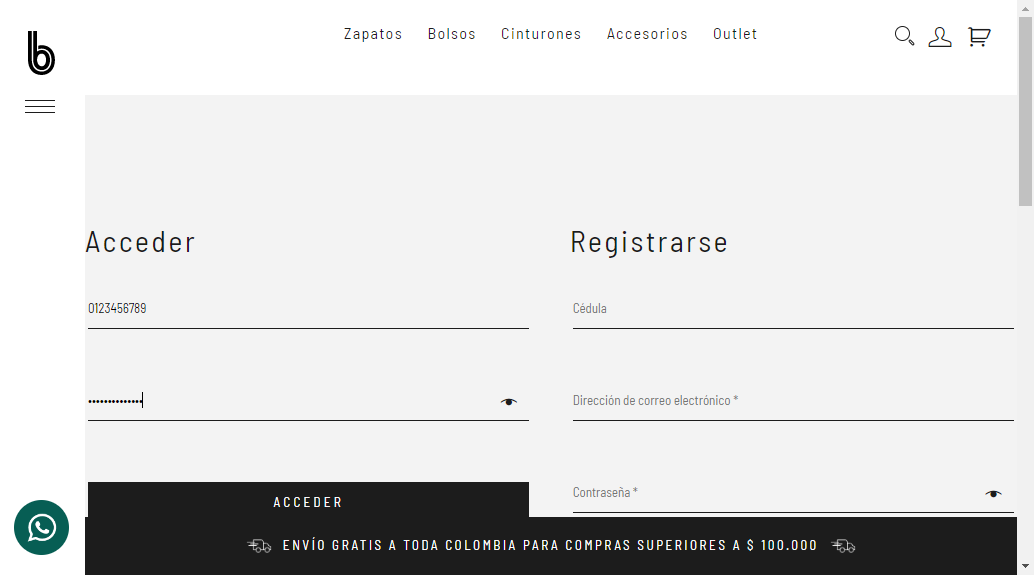 b
Zapatos Bolsos Cinturones Accesorios Outlet
Acceder
0123456789
••••••••••••••
ACCEDER
Registrarse
Cédula
Dirección de correo electrónico *
Contraseña *
ENVÍO GRATIS A TODA COLOMBIA PARA COMPRAS SUPERIORES A $ 100.000